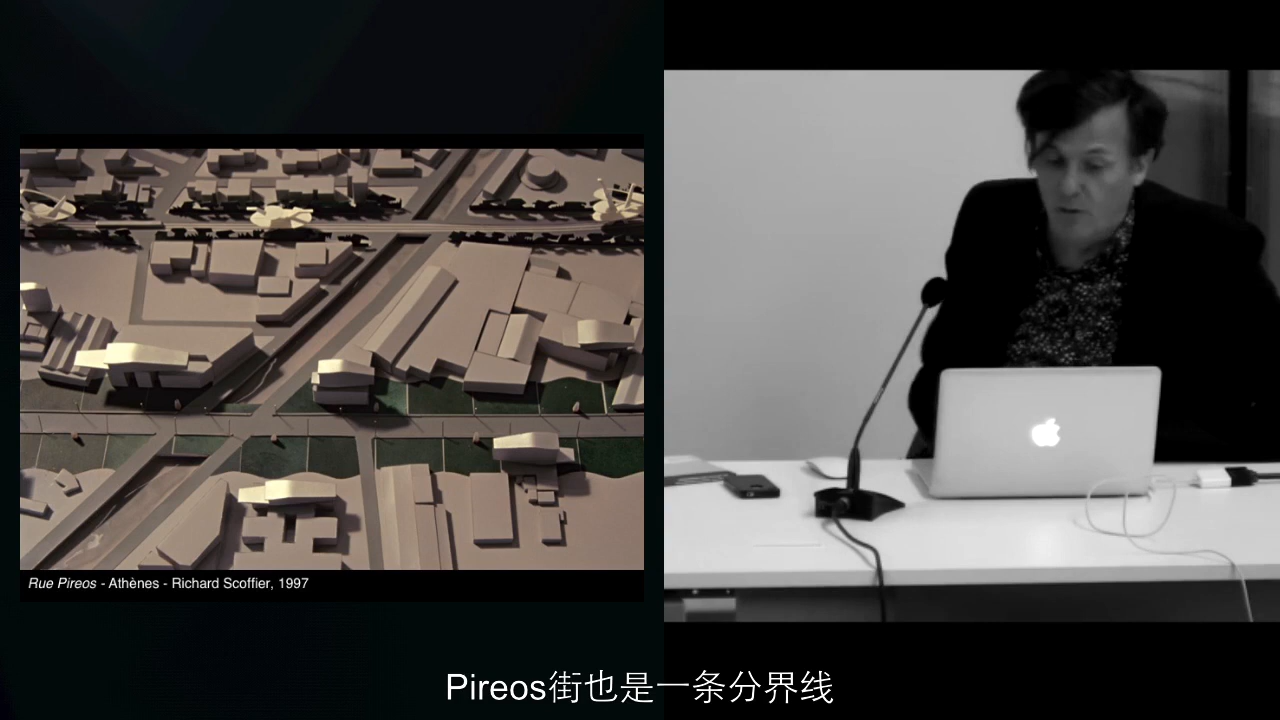 Rue Pireos - Athènes - Richard Scoffier, 1997
Pireos街也是一条分界线